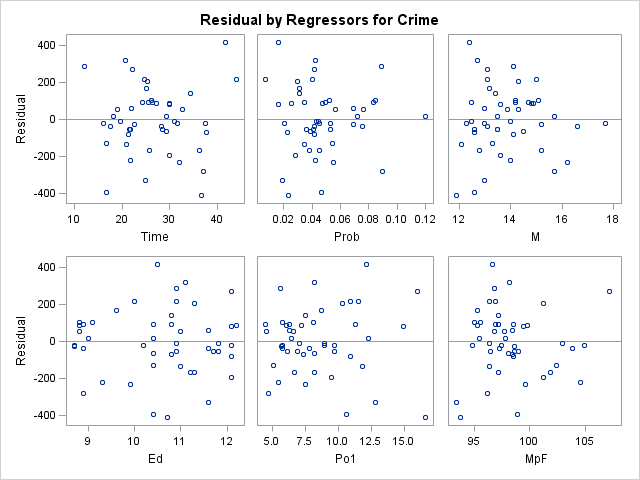 Residual by Regressors for Crime
Residual
400
200
0
-200
-400
10 20 30 40
Time
0.02 0.04 0.06 0.08 0.10 0.12
Prob
12 14 16 18
M
Residual
400
200
0
-200
-400
9 10 11 12
Ed
5.0 7.5 10.0 12.5 15.0
Po1
95 100 105
MpF